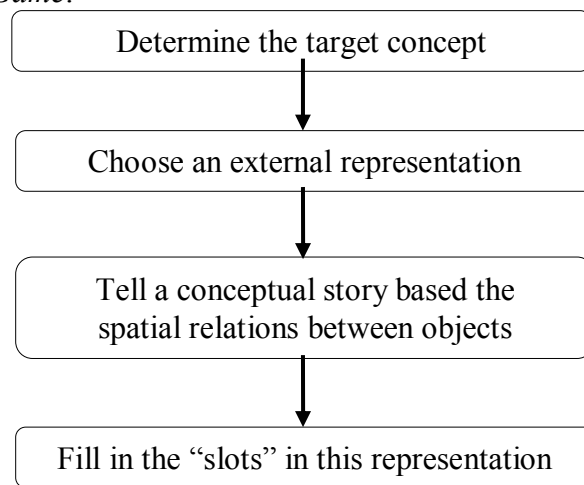 Determine the target concept
Choose an external representation
Tell a conceptual story based the
spatial relations between objects
Fill in the “slots” in this representation